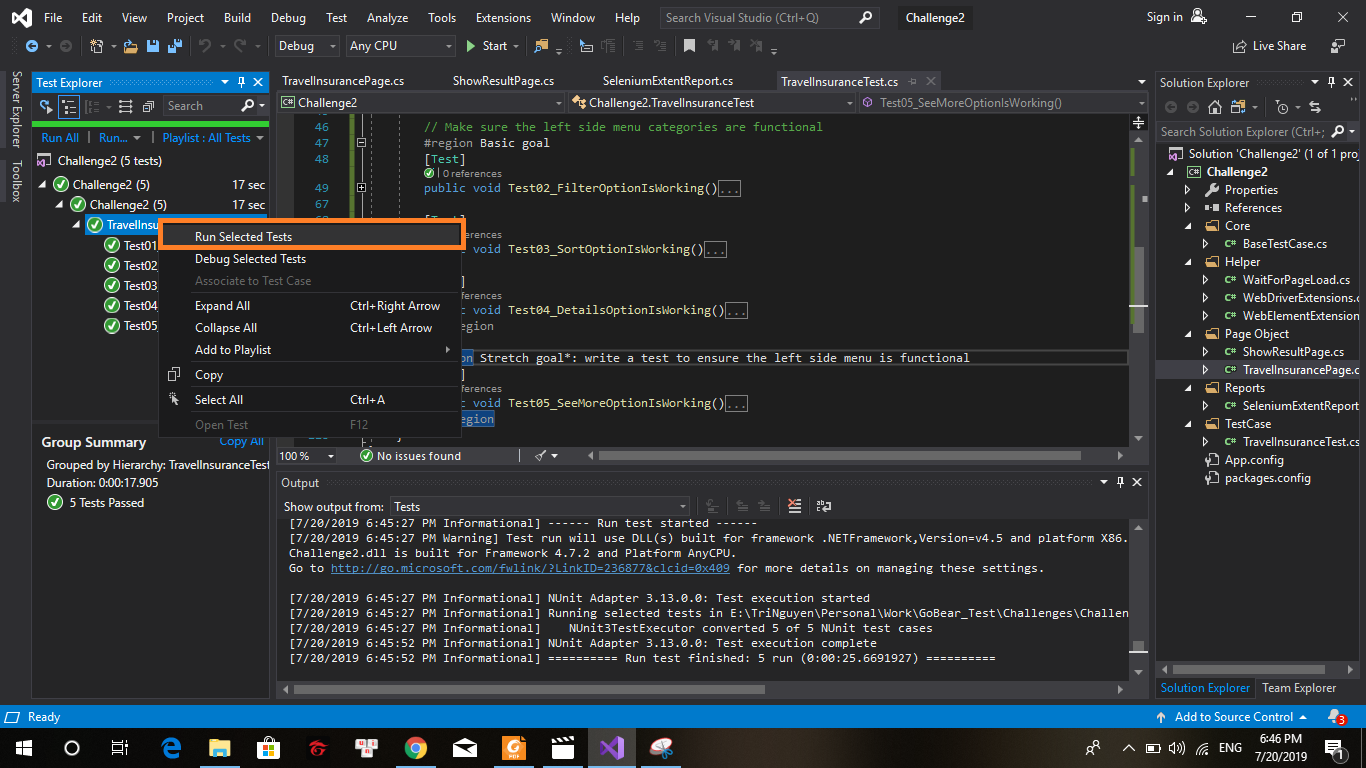 File Edit View Project Build Debug Test Analyze Tools Extensions Window Help Search Visual Studio (Ctrl+Q) Challenge2 Sign in
Debug Any CPU Start Live Share
Server Explorer
Toolbox
Test Explorer
Search
Run All | Run... | Playlist : All Tests
Challenge2 (5 tests)
Challenge2 (5) 17 sec
Challenge2 (5) 17 sec
TravelInsu
Test01
Test02
Test03
Test04
Test05
Run Selected Tests
Debug Selected Tests
Associate to Test Case
Expand All Ctrl+Right Arrow
Collapse All Ctrl+Left Arrow
Add to Playlist
Copy
Select All Ctrl+A
Open Test F12
Group Summary Copy All
Grouped by Hierarchy: TravelInsuranceTest
Duration: 0:00:17.905
5 Tests Passed
TravelInsurancePage.cs ShowResultPage.cs SeleniumExtentReport.cs TravelInsuranceTest.cs
Challenge2 Challenge2.TravelInsuranceTest Test05_SeeMoreOptionIsWorking()
46 // Make sure the left side menu categories are functional
47 #region Basic goal
48 [Test]
| 0 references
49 public void Test02_FilterOptionIsWorking()...
67
ferences
void Test03_SortOptionIsWorking()...
]
ferences
c void Test04_DetailsOptionIsWorking()...
egion
on Stretch goal*: write a test to ensure the left side menu is functional
]
ferences
c void Test05_SeeMoreOptionIsWorking()...
egion
}
100 % No issues found
Output
Show output from: Tests
[7/20/2019 6:45:27 PM Informational] ------ Run test started ------
[7/20/2019 6:45:27 PM Warning] Test run will use DLL(s) built for framework .NETFramework,Version=v4.5 and platform X86.
Challenge2.dll is built for Framework 4.7.2 and Platform AnyCPU.
Go to http://go.microsoft.com/fwlink/?LinkID=236877&clcid=0x409 for more details on managing these settings.
[7/20/2019 6:45:27 PM Informational] NUnit Adapter 3.13.0.0: Test execution started
[7/20/2019 6:45:27 PM Informational] Running selected tests in E:\TriNguyen\Personal\Work\GoBear_Test\Challenges\Challen
[7/20/2019 6:45:27 PM Informational] NUnit3TestExecutor converted 5 of 5 NUnit test cases
[7/20/2019 6:45:52 PM Informational] NUnit Adapter 3.13.0.0: Test execution complete
[7/20/2019 6:45:52 PM Informational] ========== Run test finished: 5 run (0:00:25.6691927) ==========
Solution Explorer
Search Solution Explorer (Ctrl+;
Solution 'Challenge2' (1 of 1 proj
Challenge2
Properties
References
Core
BaseTestCase.cs
Helper
WaitForPageLoad.cs
WebDriverExtensions.c
WebElementExtension
Page Object
ShowResultPage.cs
TravelInsurancePage.c
Reports
SeleniumExtentReport
TestCase
TravelInsuranceTest.cs
App.config
packages.config
Solution Explorer Team Explorer
Ready Add to Source Control 3
ENG 6:46 PM
7/20/2019 1